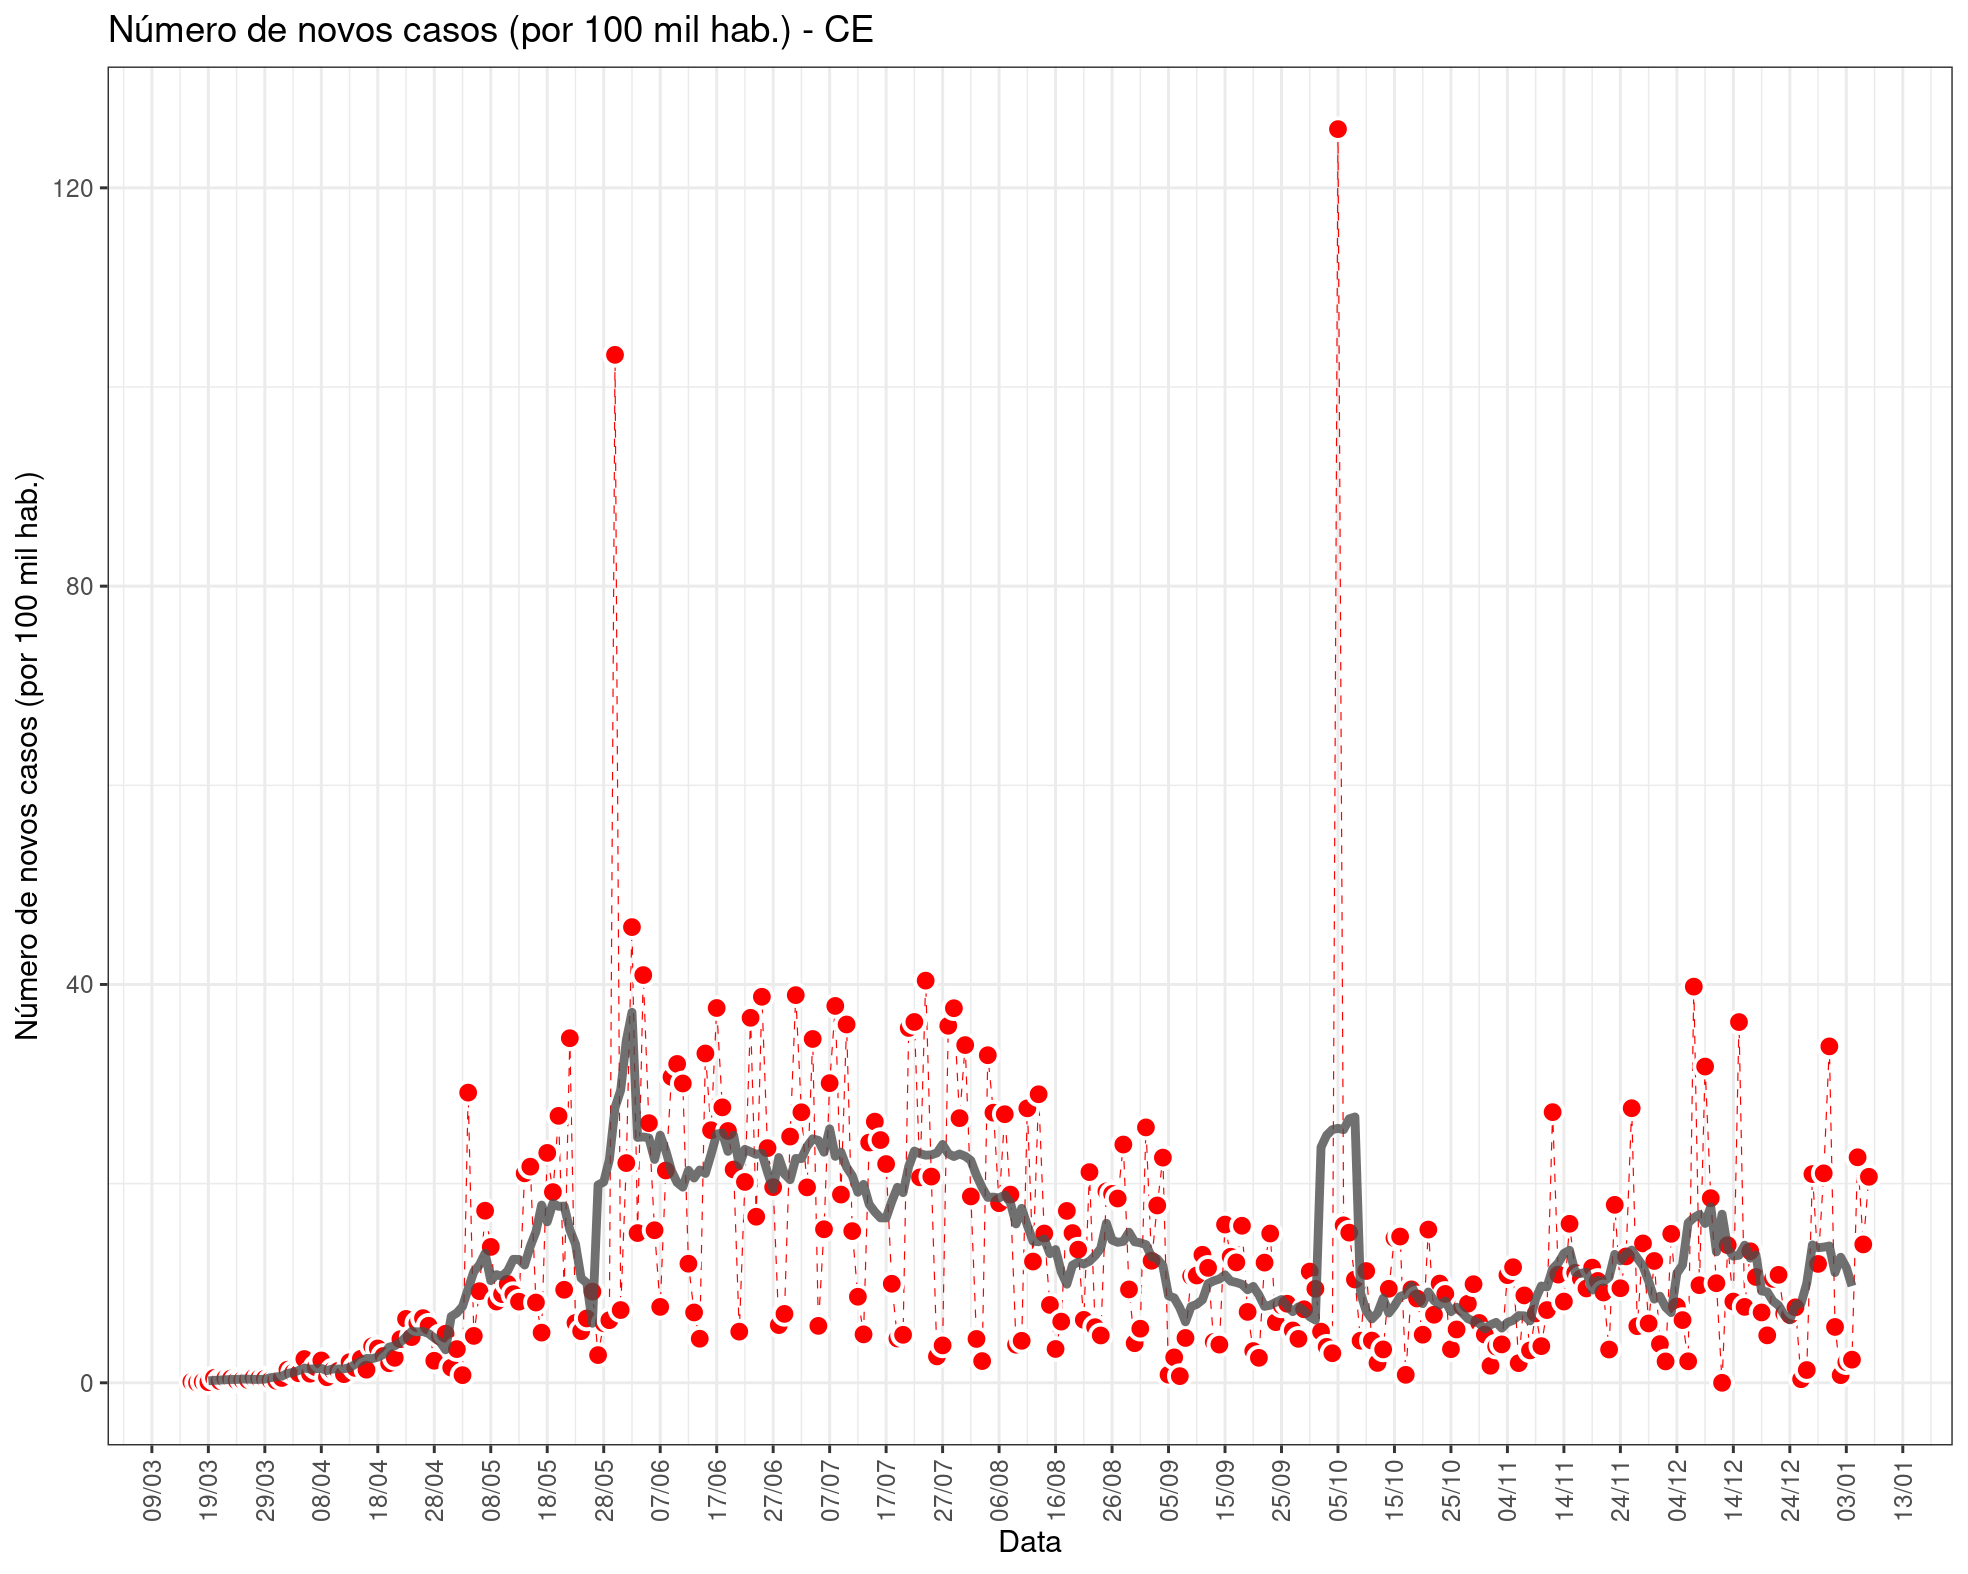 Número de novos casos (por 100 mil hab.) - CE
Número de novos casos (por 100 mil hab.)
120
80
40
0
09/03 19/03 29/03 08/04 18/04 28/04 08/05 18/05 28/05 07/06 17/06 27/06 07/07 17/07 27/07 06/08 16/08 26/08 05/09 15/09 25/09 05/10 15/10 25/10 04/11 14/11 24/11 04/12 14/12 24/12 03/01 13/01
Data